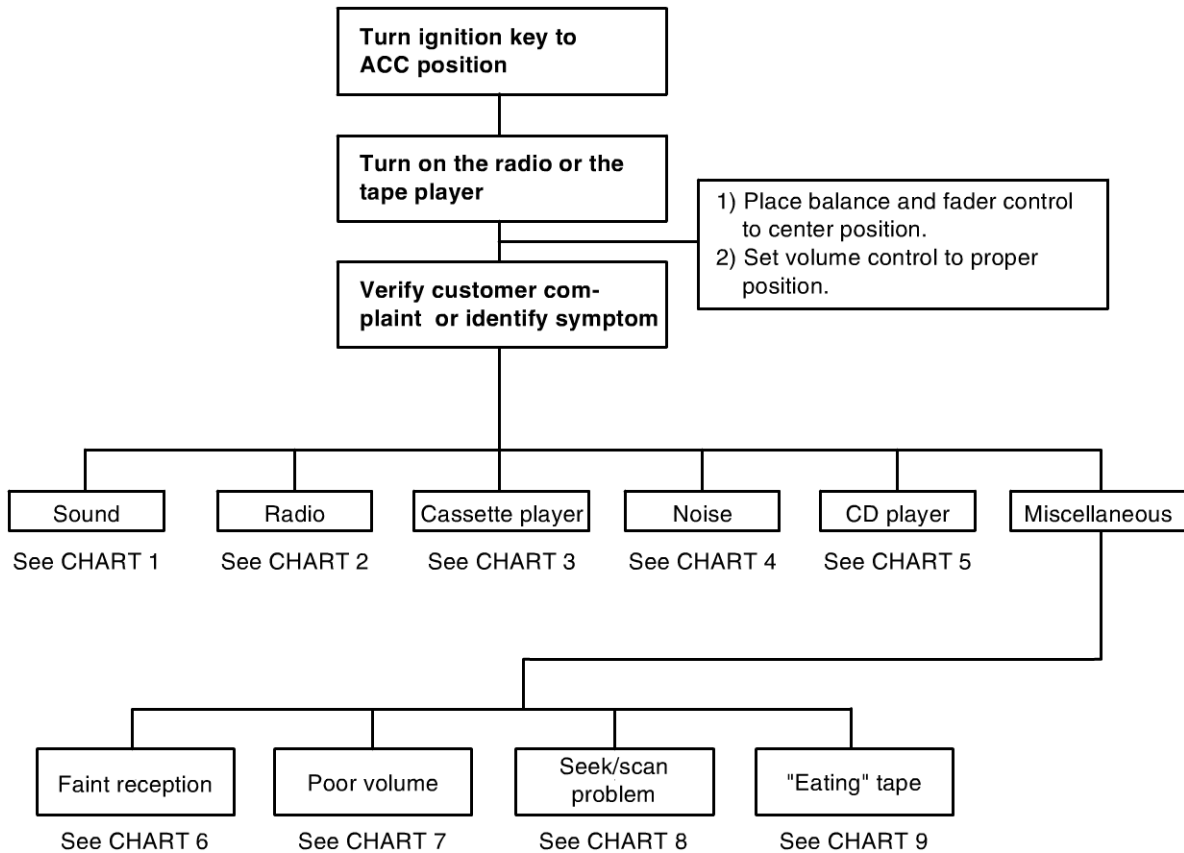 Turn ignition key to
ACC position
Turn on the radio or the
tape player
1) Place balance and fader control
to center position.
2) Set volume control to proper
position.
Verify customer com-
plaint or identify symptom
Sound
Radio
Cassette player
Noise
CD player
Miscellaneous
See CHART 1
See CHART 2
See CHART 3
See CHART 4
See CHART 5
Faint reception
Poor volume
Seek/scan
problem
"Eating" tape
See CHART 6
See CHART 7
See CHART 8
See CHART 9